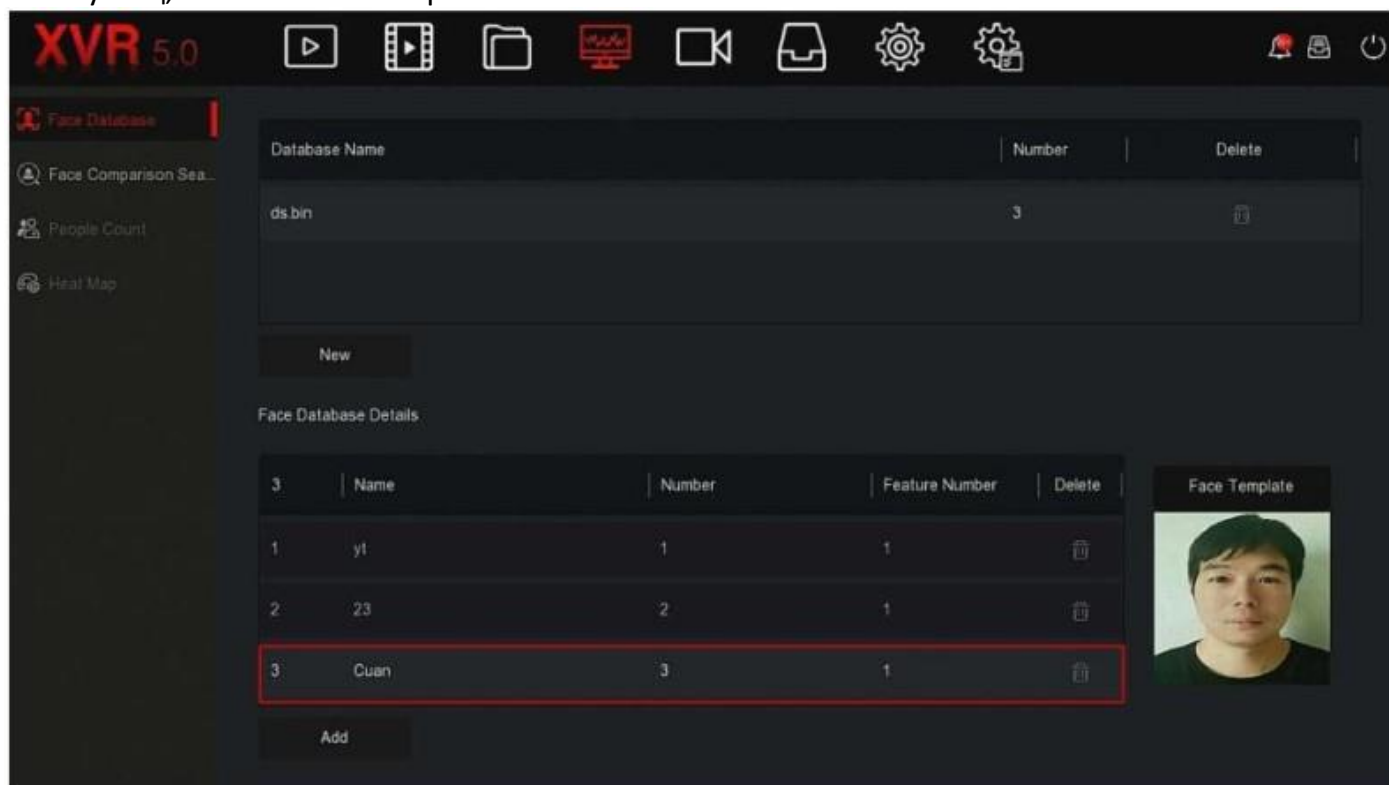 XVR 5.0
Face Database
Face Comparison Sea...
People Count
Heat Map
Database Name Number Delete
ds.bin 3
New
Face Database Details
3 Name Number Feature Number Delete
1 yt 1 1
2 23 2 1
3 Cuan 3 1
Add
Face Template